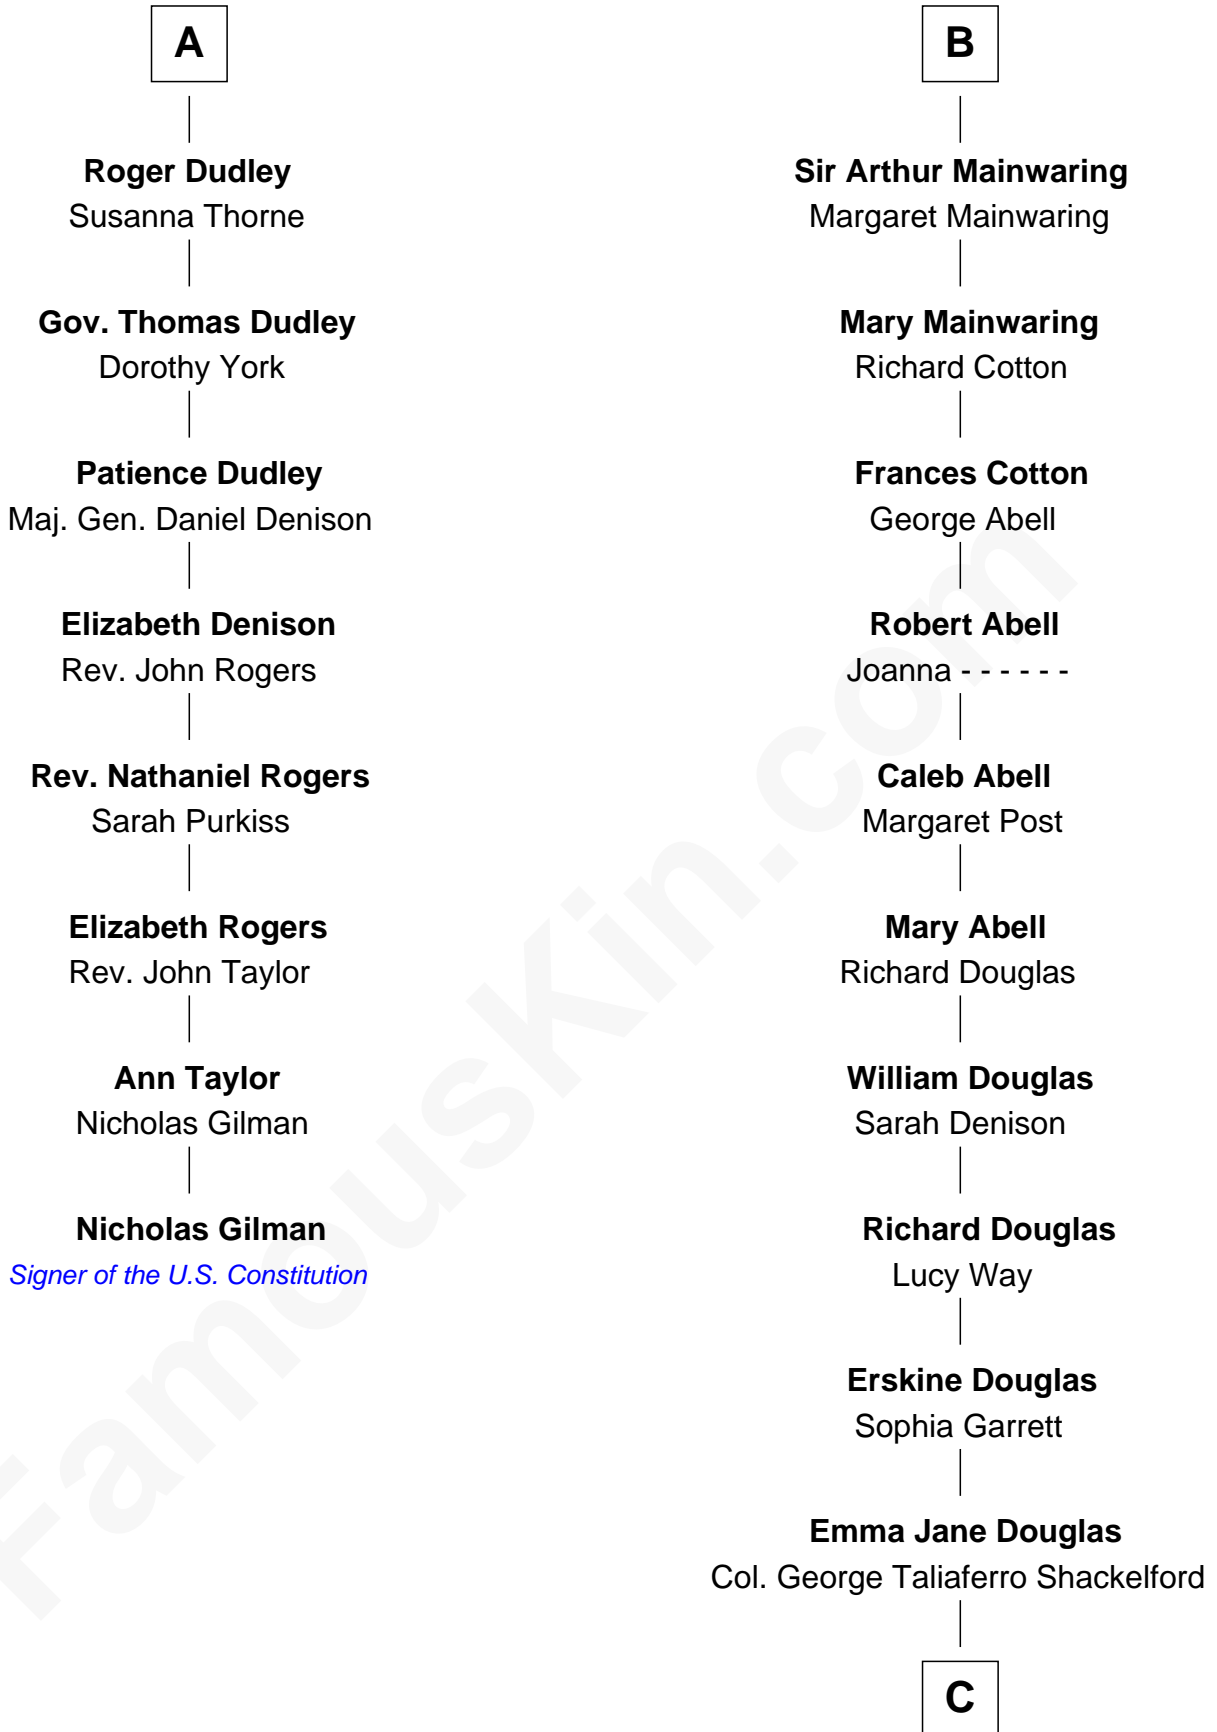 A
Roger Dudley
Susanna Thorne
Gov. Thomas Dudley
Dorothy York
Patience Dudley
Maj. Gen. Daniel Denison
Elizabeth Denison
Rev. John Rogers
Rev. Nathaniel Rogers
Sarah Purkiss
Elizabeth Rogers
Rev. John Taylor
Ann Taylor
Nicholas Gilman
Nicholas Gilman
Signer of the U.S. Constitution
B
Sir Arthur Mainwaring
Margaret Mainwaring
Mary Mainwaring
Richard Cotton
Frances Cotton
George Abell
Robert Abell
Joanna - - - - - -
Caleb Abell
Margaret Post
Mary Abell
Richard Douglas
William Douglas
Sarah Denison
Richard Douglas
Lucy Way
Erskine Douglas
Sophia Garrett
Emma Jane Douglas
Col. George Taliaferro Shackelford
C
FamousKin.com